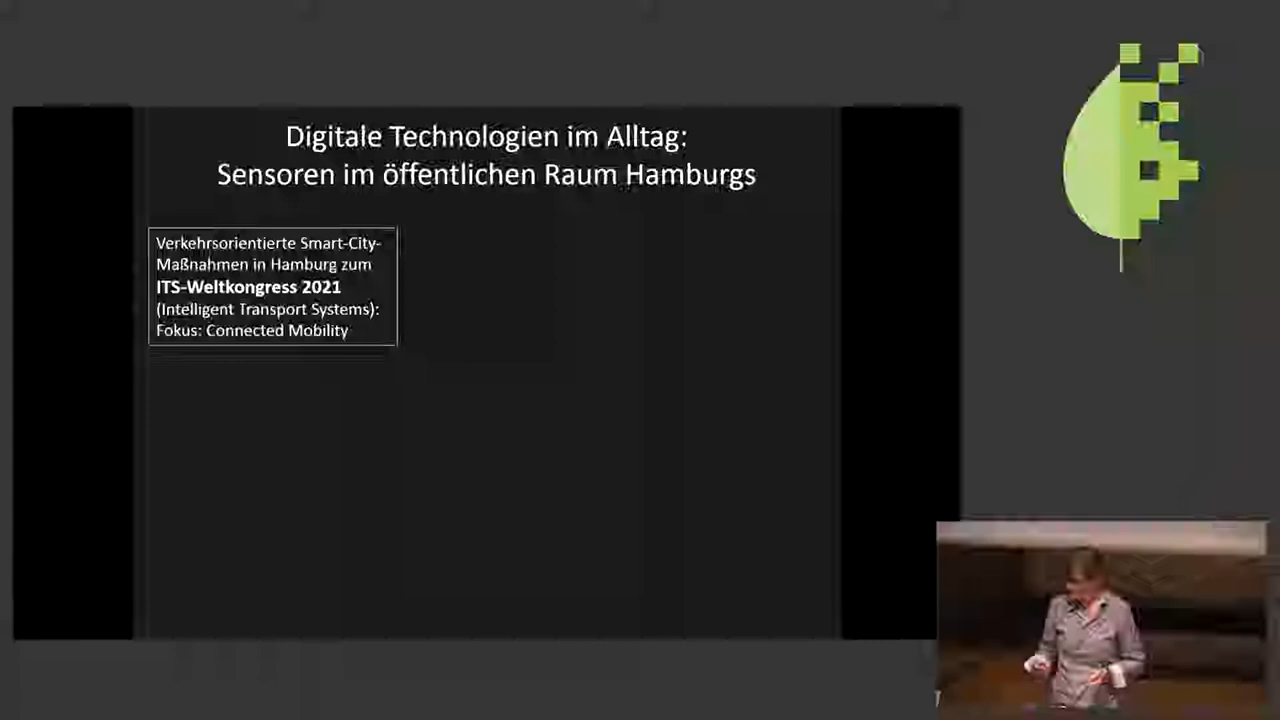 Digitale Technologien im Alltag:
Sensoren im öffentlichen Raum Hamburgs
Verkehrsorientierte Smart-City-
Maßnahmen in Hamburg zum
ITS-Weltkongress 2021
(Intelligent Transport Systems):
Fokus: Connected Mobility